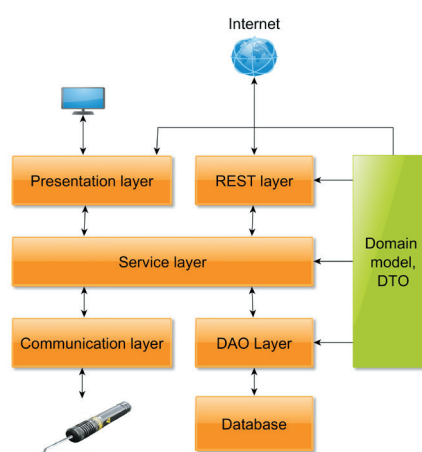 Internet
Presentation layer
REST layer
Service layer
Domain
model,
DTO
Communication layer
DAO Layer
Database